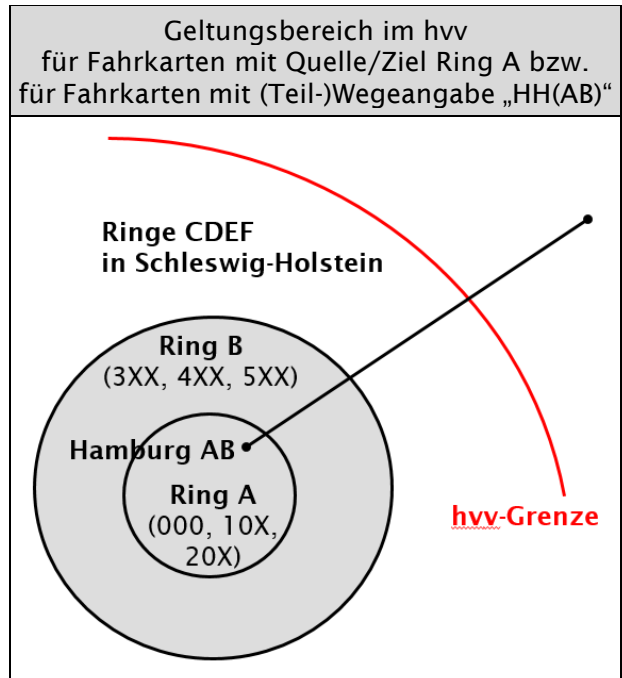 Geltungsbereich im hvv
für Fahrkarten mit Quelle/Ziel Ring A bzw.
für Fahrkarten mit (Teil-)Wegeangabe „HH(AB)“
Ringe CDEF
in Schleswig-Holstein
Ring B
(3XX, 4XX, 5XX)
Hamburg AB
Ring A
(000, 10X,
20X)
hvv-Grenze